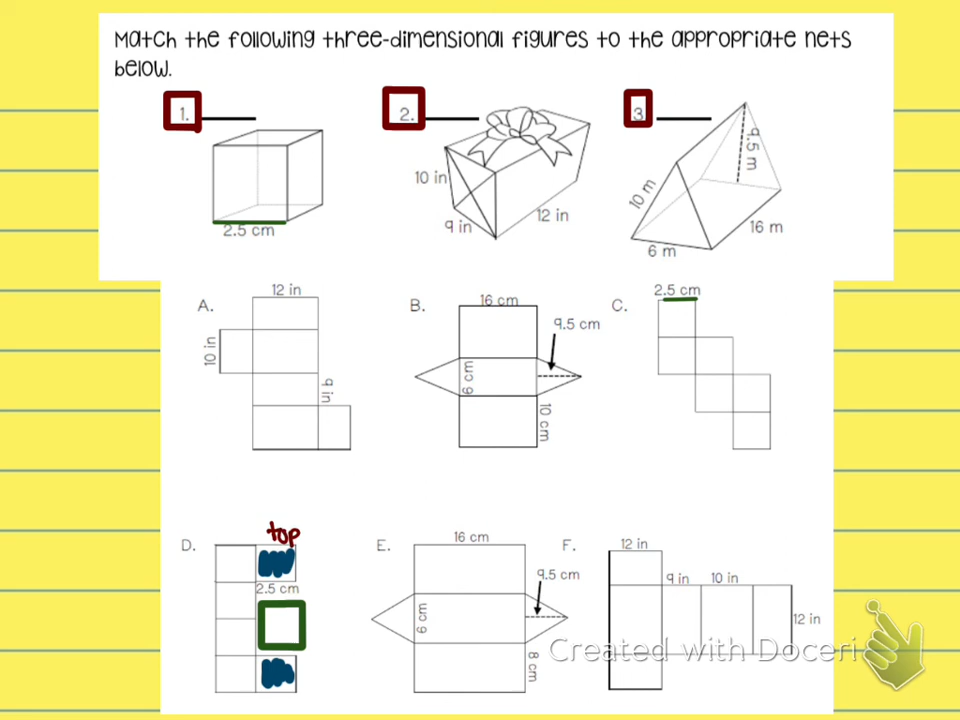 Match the following three-dimensional figures to the appropriate nets
below.
1.
2.
3
10 in
9 in
12 in
2.5 cm
9.5 m
10 m
6 m
16 m
A.
12 in
10 in
9 in
B.
16 cm
9.5 cm
6 cm
10 cm
C.
2.5 cm
D.
top
2.5 cm
E.
16 cm
9.5 cm
6 cm
8 cm
F.
12 in
9 in
10 in
12 in
Created with Doceri